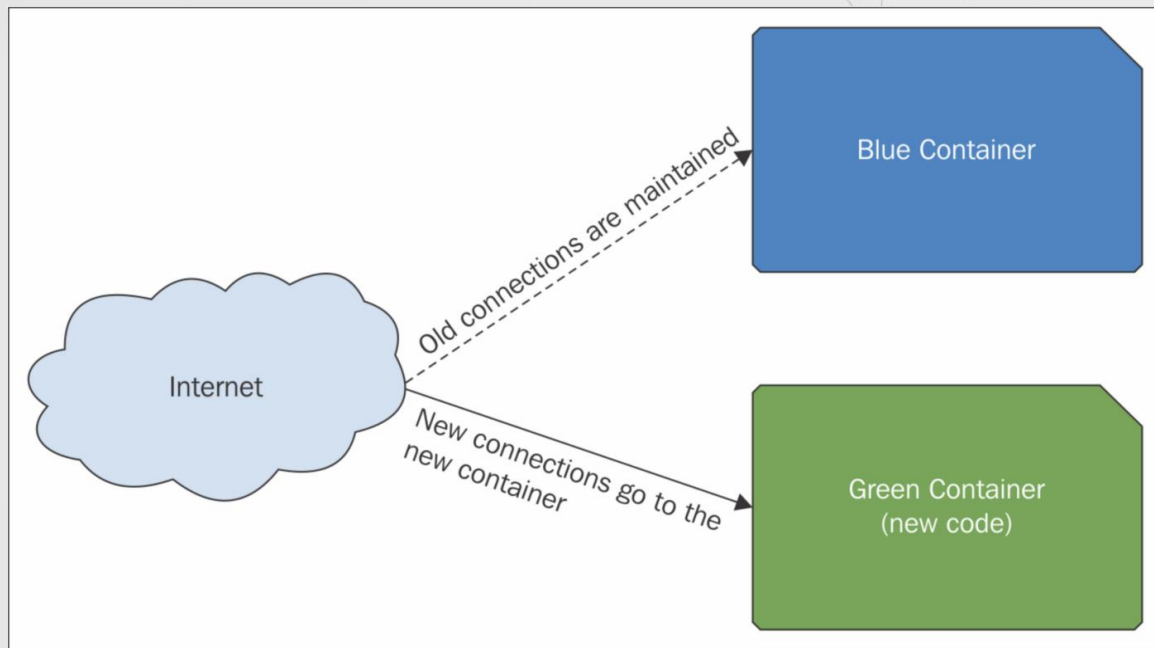 Blue Container
Old connections are maintained
Internet
New connections go to the
new container
Green Container
(new code)